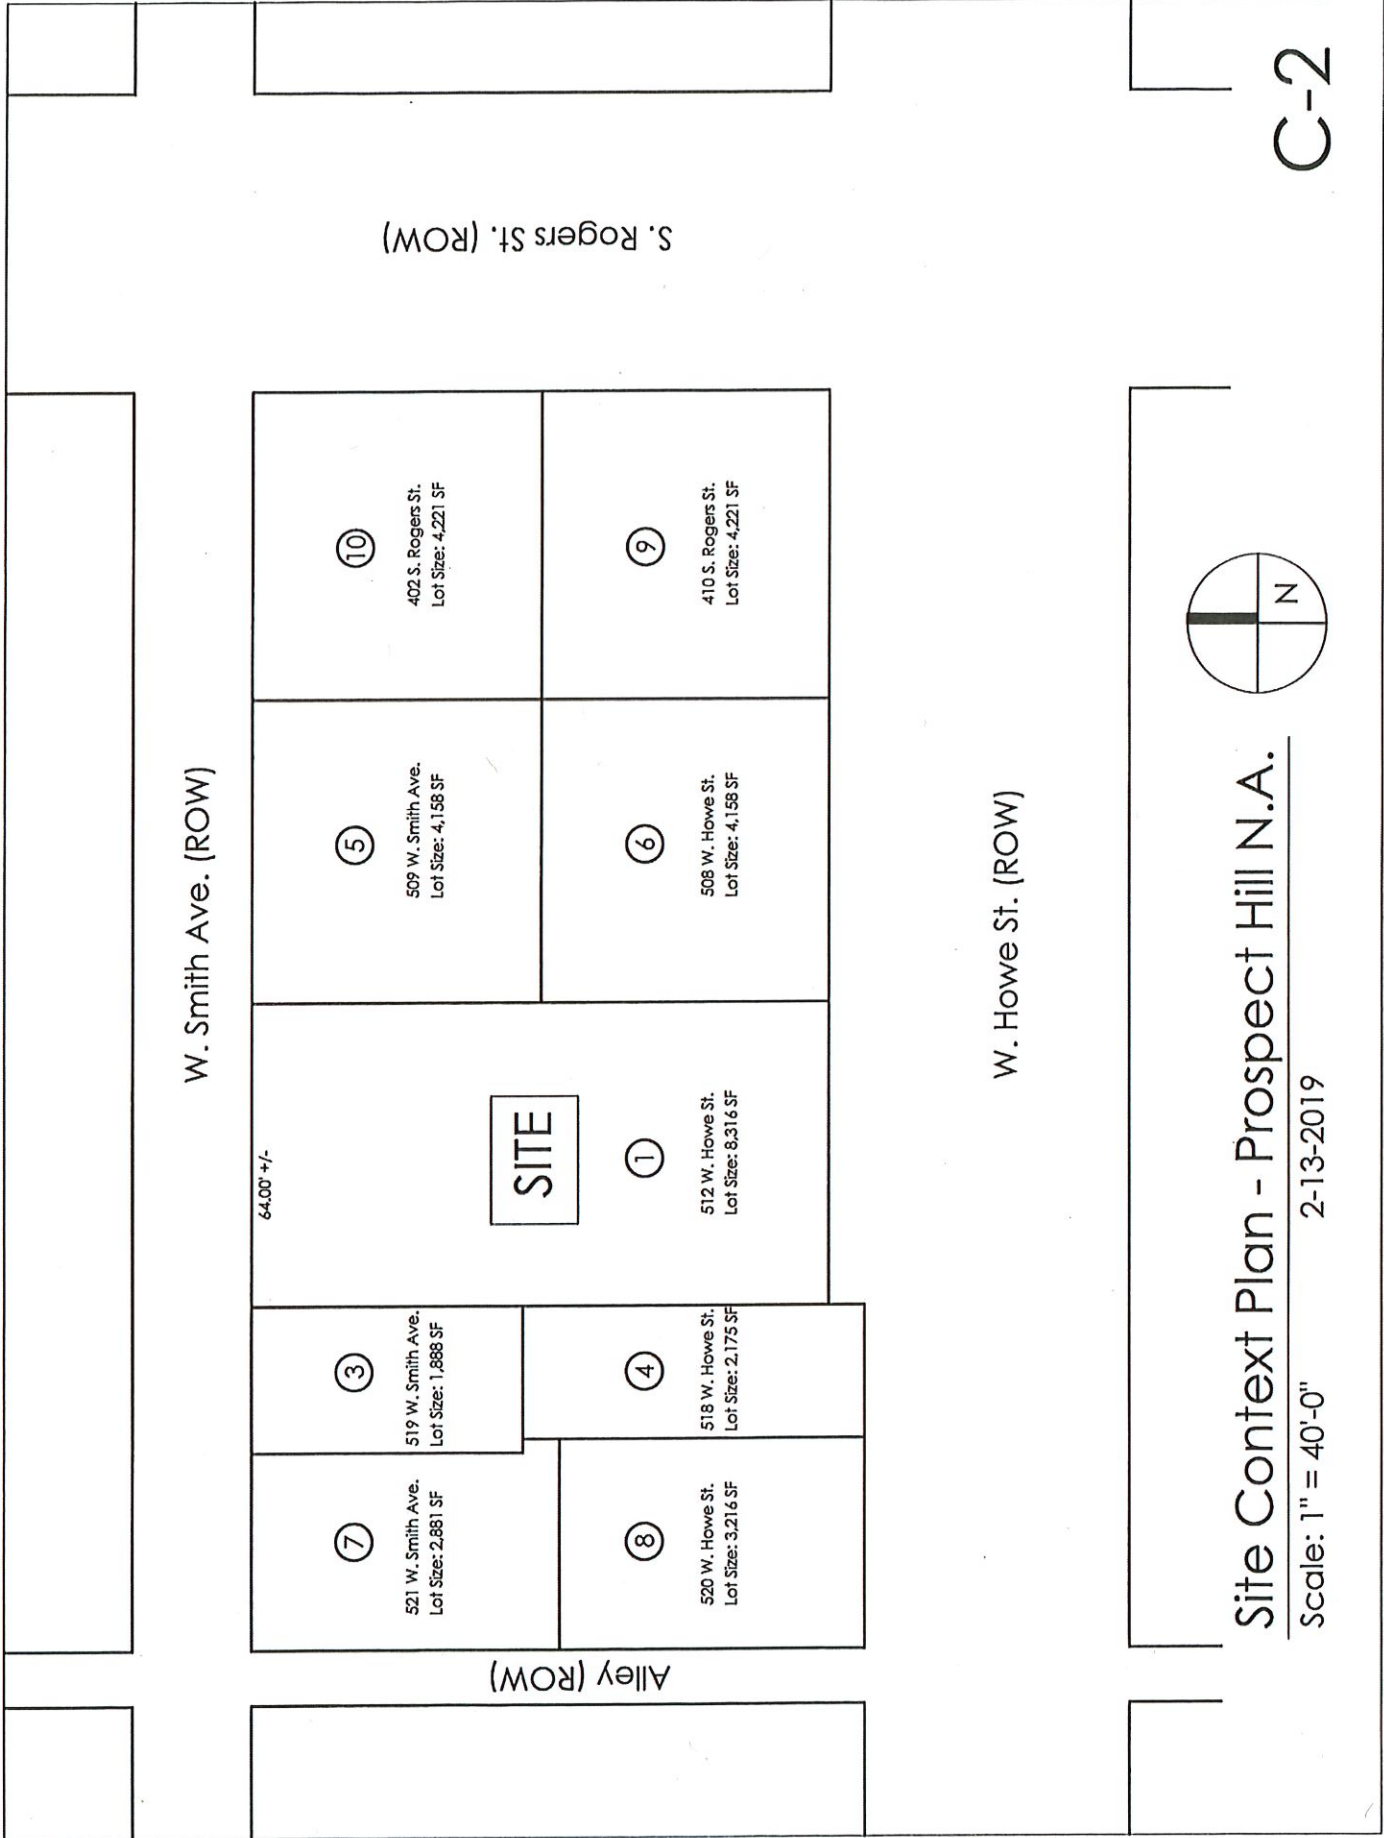 W. Smith Ave. (ROW)
Alley (ROW)
64.00' +/-
7
521 W. Smith Ave.
Lot Size: 2,881 SF
3
519 W. Smith Ave.
Lot Size: 1,888 SF
SITE
5
509 W. Smith Ave.
Lot Size: 4,158 SF
10
402 S. Rogers St.
Lot Size: 4,221 SF
S. Rogers St. (ROW)
8
520 W. Howe St.
Lot Size: 3,216 SF
4
518 W. Howe St.
Lot Size: 2,175 SF
1
512 W. Howe St.
Lot Size: 8,316 SF
6
508 W. Howe St.
Lot Size: 4,158 SF
9
410 S. Rogers St.
Lot Size: 4,221 SF
W. Howe St. (ROW)
Site Context Plan - Prospect Hill N.A.
Scale: 1" = 40'-0" 2-13-2019
N
C-2